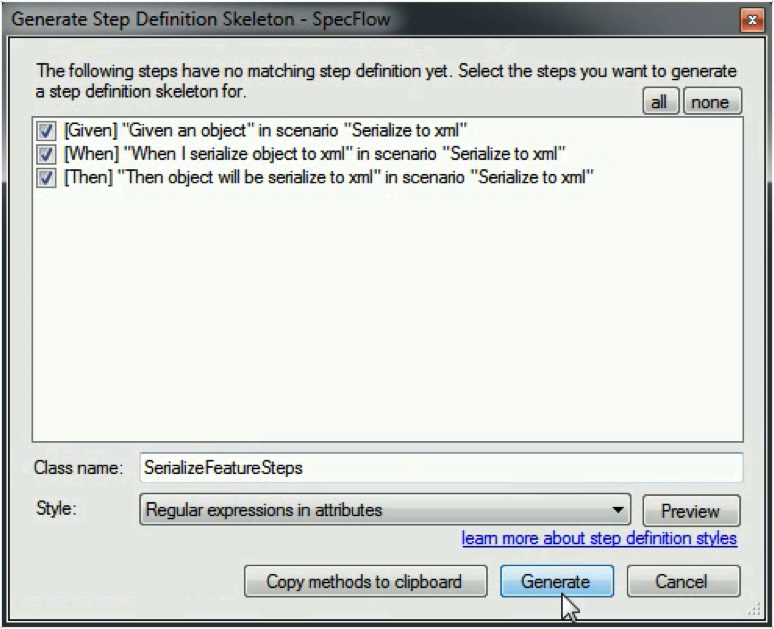 Generate Step Definition Skeleton - SpecFlow
The following steps have no matching step definition yet. Select the steps you want to generate
a step definition skeleton for.
all none
[Given] "Given an object" in scenario "Serialize to xml"
[When] "When I serialize object to xml" in scenario "Serialize to xml"
[Then] "Then object will be serialize to xml" in scenario "Serialize to xml"
Class name: SerializeFeatureSteps
Style: Regular expressions in attributes Preview
learn more about step definition styles
Copy methods to clipboard Generate Cancel